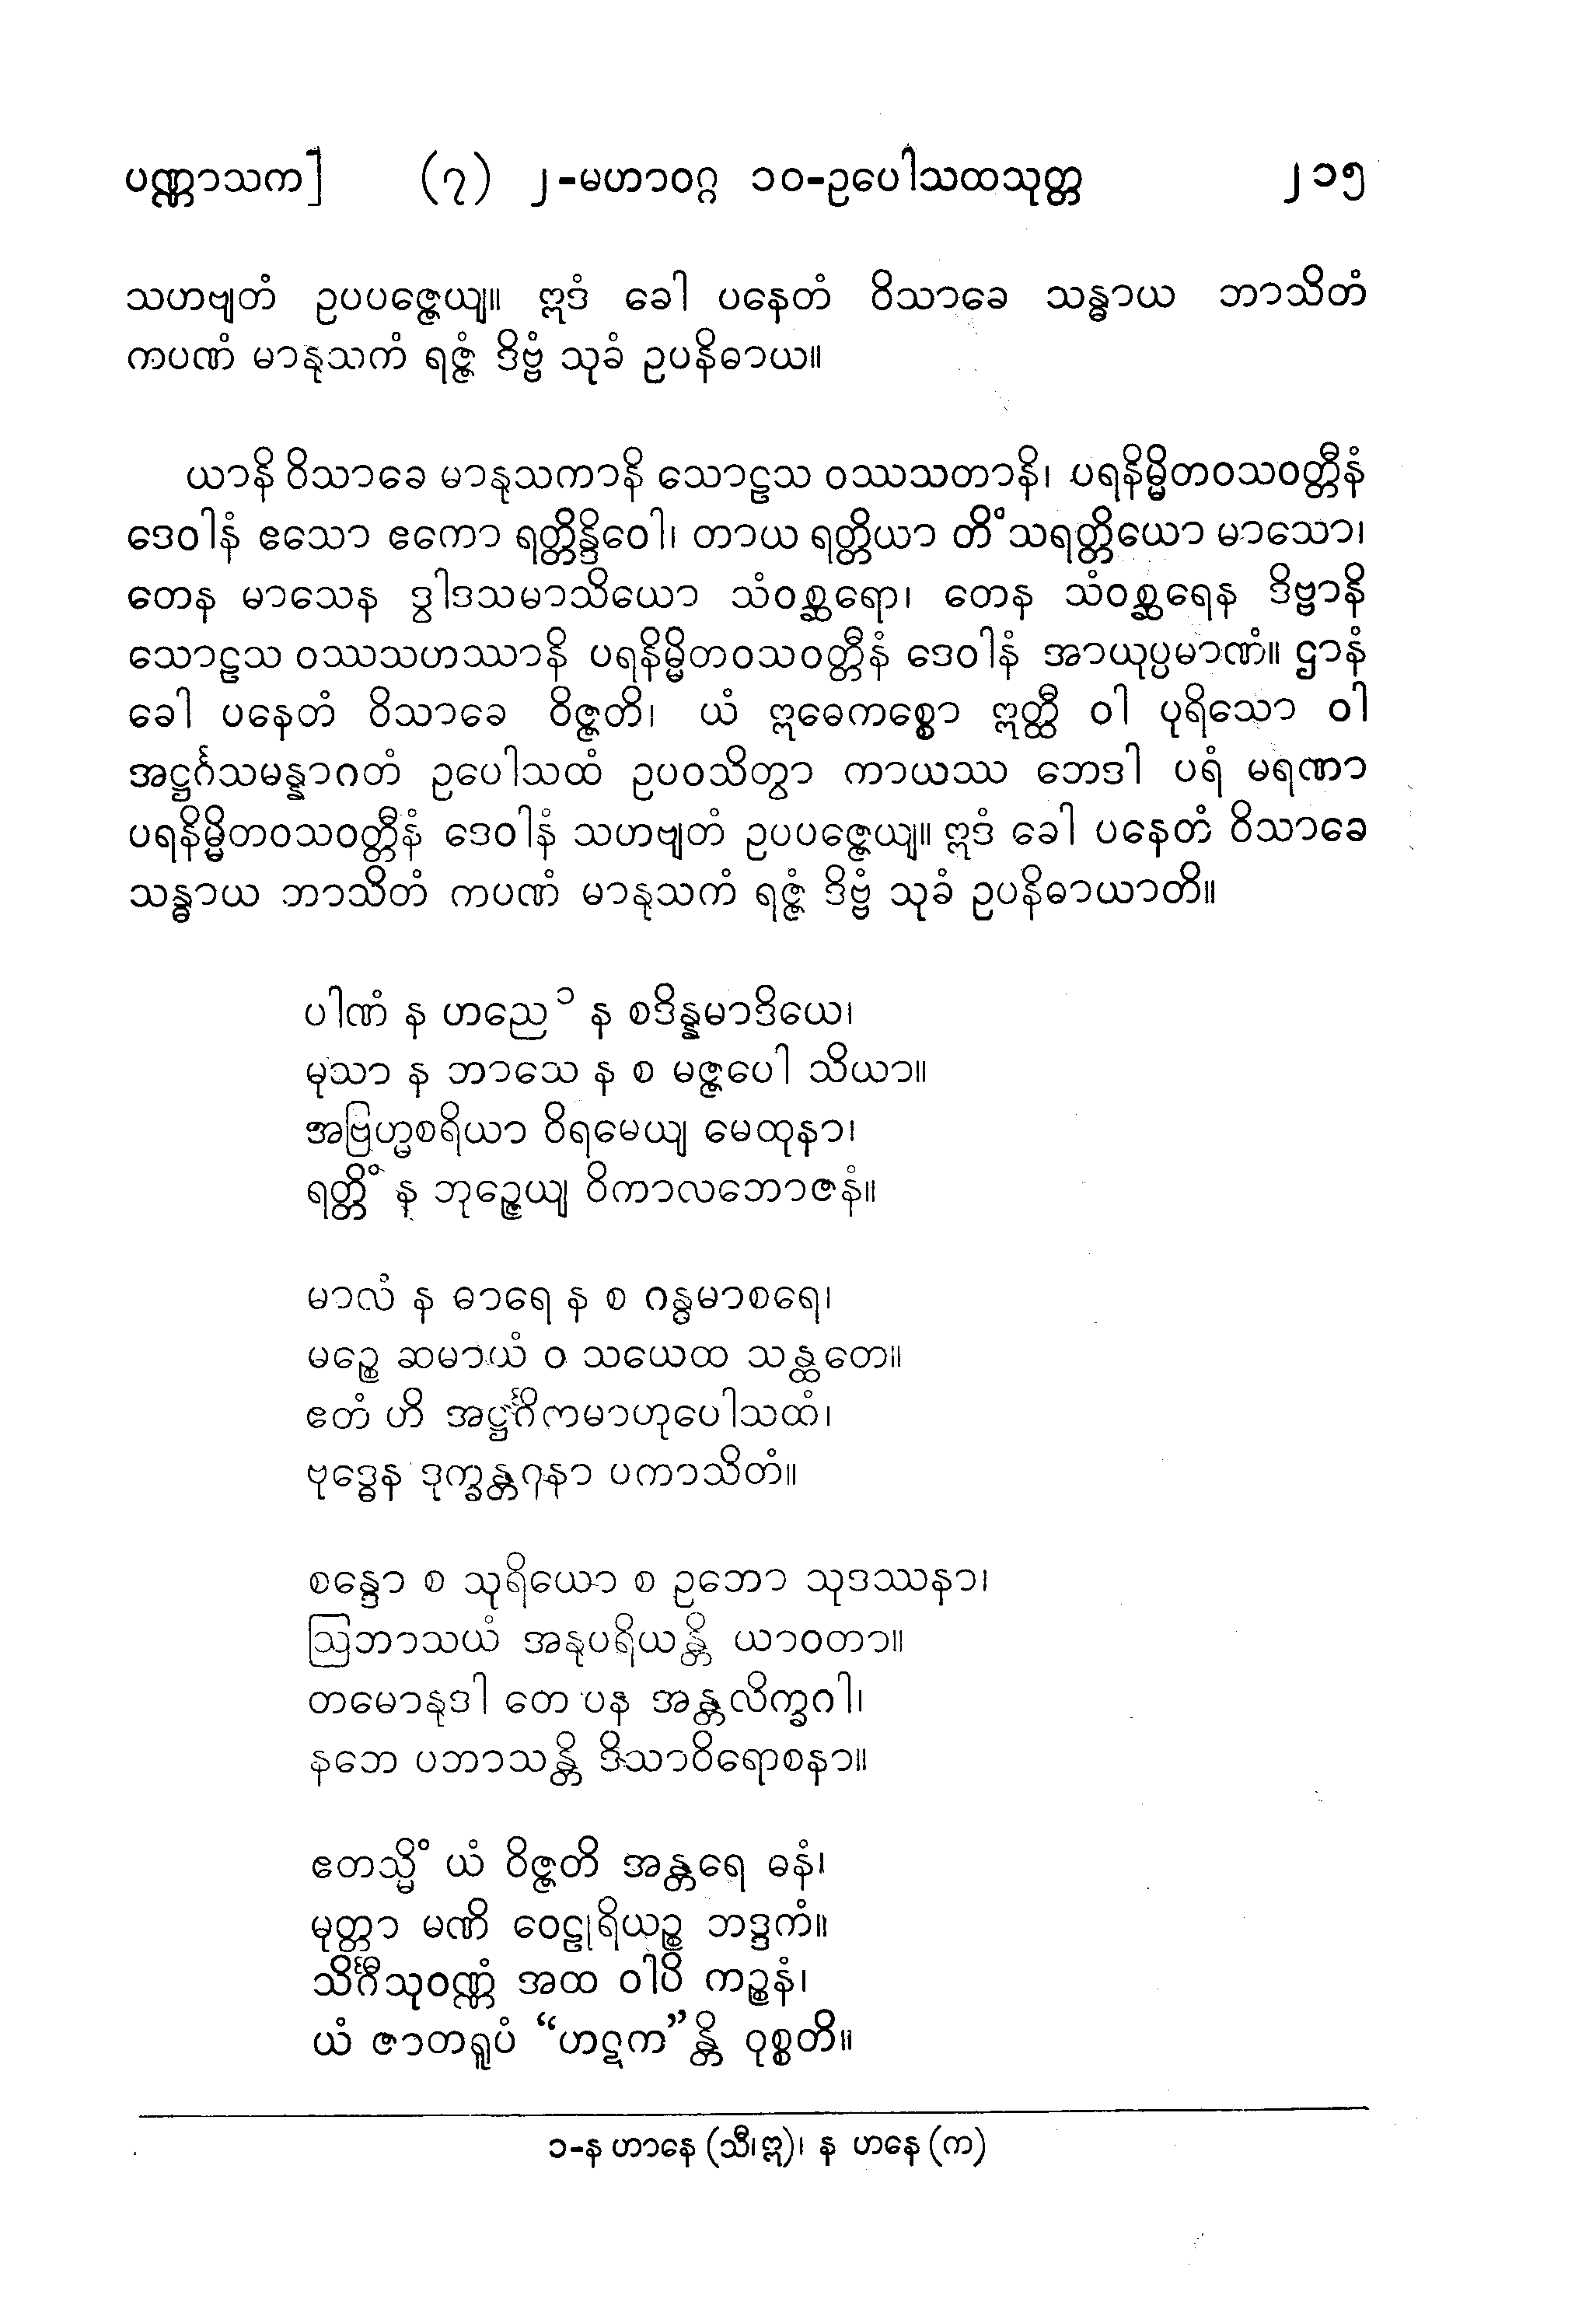 ပဏ္ဏာသက] (၇) ၂-မဟာဝဂ္ဂ ၁၀-ဥပေါသထသုတ္တ ၂၁၅
သဟဗျတံ ဥပပဇ္ဇေယျ။ ဣဒံ ခေါ ပနေတံ ဝိသာခေ သန္ဓာယ ဘာသိတံ
ကပဏံ မာနုသကံ ရဇ္ဇံ ဒိဗ္ဗံ သုခံ ဥပနိဓာယ။
ယာနိ ဝိသာခေ မာနုသကာနိ သောဠသ ဝဿသတာနိ၊ ပရနိမ္မိတဝသဝတ္တီနံ
ဒေဝါနံ ဧသော ဧကော ရတ္တိန္ဒိဝေါ၊ တာယ ရတ္တိယာ တိံသရတ္တိယော မာသော၊
တေန မာသေန ဒွါဒသမာသိယော သံဝစ္ဆရော၊ တေန သံဝစ္ဆရေန ဒိဗ္ဗာနိ
သောဠသ ဝဿသဟဿာနိ ပရနိမ္မိတဝသဝတ္တီနံ ဒေဝါနံ အာယုပ္ပမာဏံ။ ဌာနံ
ခေါ ပနေတံ ဝိသာခေ ဝိဇ္ဇတိ၊ ယံ ဣဓေကစ္စော ဣတ္ထီ ဝါ ပုရိသော ဝါ
အဋ္ဌင်္ဂသမန္နာဂတံ ဥပေါသထံ ဥပဝသိတွာ ကာယဿ ဘေဒါ ပရံ မရဏာ
ပရနိမ္မိတဝသဝတ္တီနံ ဒေဝါနံ သဟဗျတံ ဥပပဇ္ဇေယျ။ ဣဒံ ခေါ ပနေတံ ဝိသာခေ
သန္ဓာယ ဘာသိတံ ကပဏံ မာနုသကံ ရဇ္ဇံ ဒိဗ္ဗံ သုခံ ဥပနိဓာယာတိ။
ပါဏံ န ဟညေ ၁ န စဒိန္နမာဒိယေ၊
မုသာ န ဘာသေ န စ မဇ္ဇပေါ သိယာ။
အဗြဟ္မစရိယာ ဝိရမေယျ မေထုနာ၊
ရတ္တိံ န ဘုဉ္ဇေယျ ဝိကာလဘောဇနံ။
မာလံ န ဓာရေ န စ ဂန္ဓမာစရေ၊
မဉ္စေ ဆမာယံ ဝ သယေထ သန္ထတေ။
ဧတံ ဟိ အဋ္ဌင်္ဂိကမာဟုပေါသထံ၊
ဗုဒ္ဓေန ဒုက္ခန္တဂုနာ ပကာသိတံ။
စန္ဒော စ သုရိယော စ ဥဘော သုဒဿနာ၊
ဩဘာသယံ အနုပရိယန္တိ ယာဝတာ။
တမောနုဒါ တေ ပန အန္တလိက္ခဂါ၊
နဘေ ပဘာသန္တိ ဒိသာဝိရောစနာ။
ဧတသ္မိံ ယံ ဝိဇ္ဇတိ အန္တရေ ဓနံ၊
မုတ္တာ မဏိ ဝေဠုရိယဉ္စ ဘဒ္ဒကံ။
သိင်္ဂီသုဝဏ္ဏံ အထ ဝါပိ ကဉ္စနံ၊
ယံ ဇာတရူပံ “ဟဋက”န္တိ ဝုစ္စတိ။
၁-န ဟာနေ (သီ၊ဣ)၊ န ဟနေ (က)